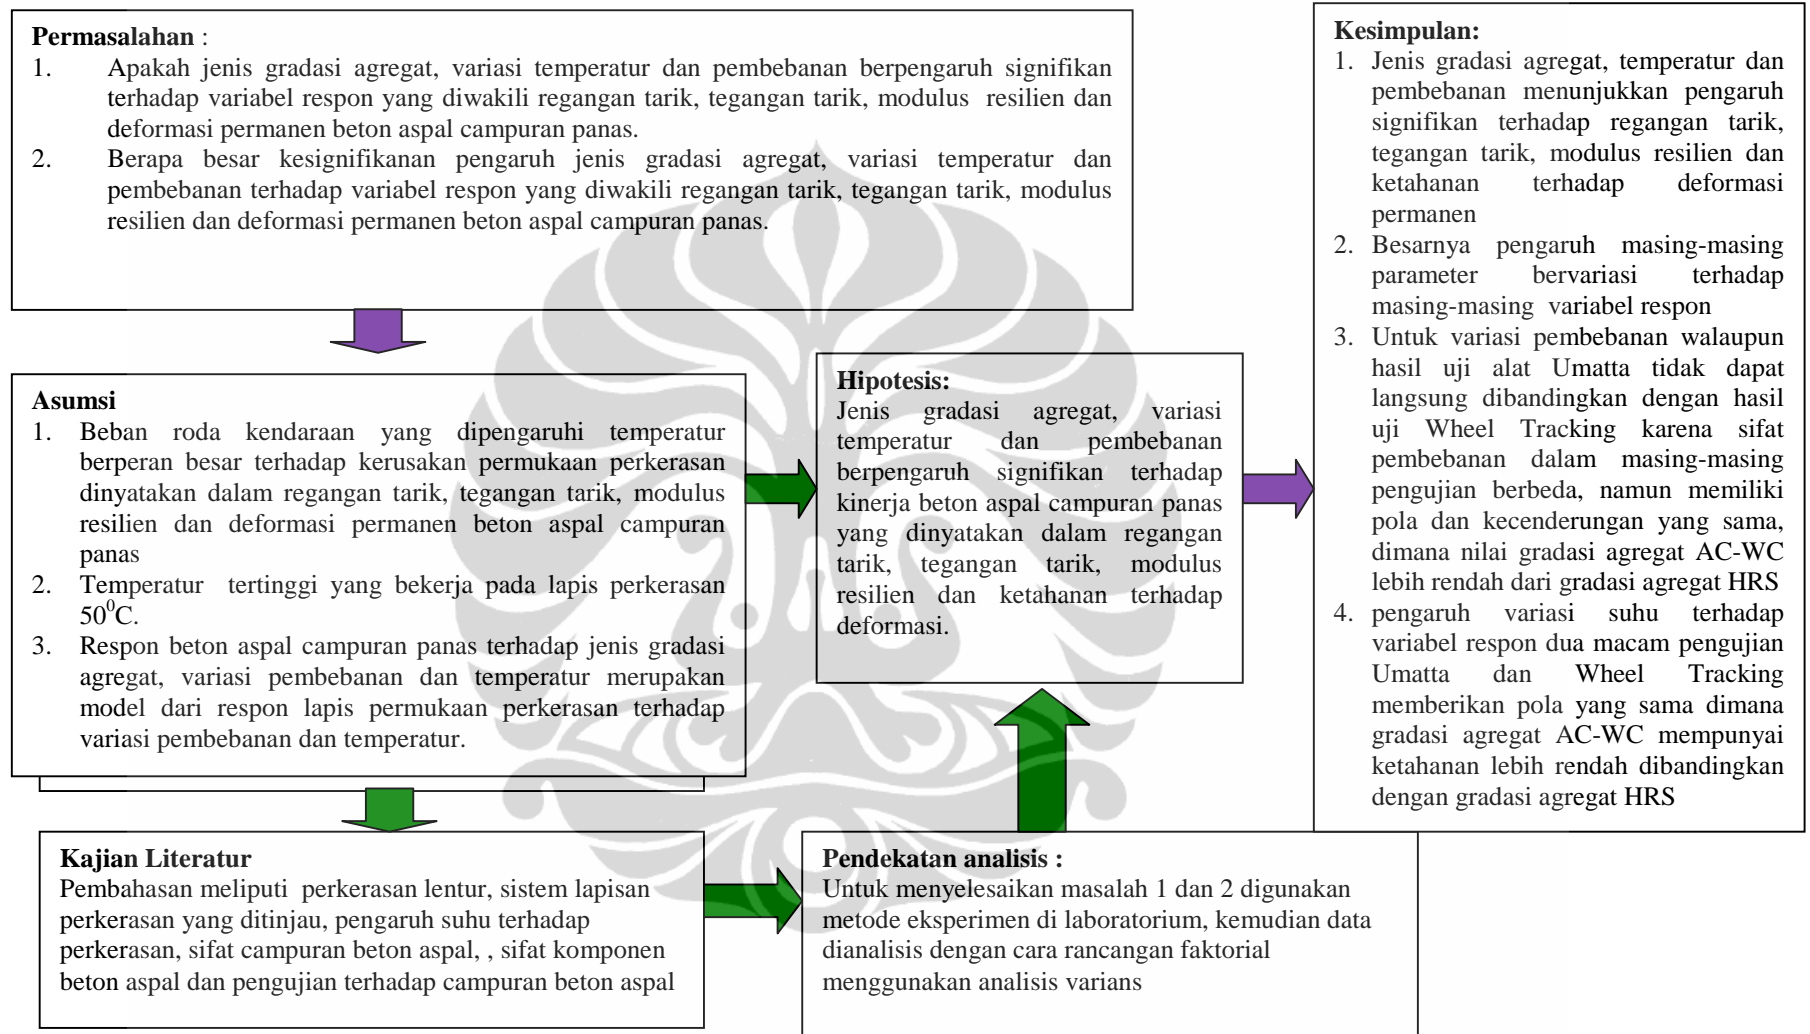 Permasalahan :
1. Apakah jenis gradasi agregat, variasi temperatur dan pembebanan berpengaruh signifikan
terhadap variabel respon yang diwakili regangan tarik, tegangan tarik, modulus resilien dan
deformasi permanen beton aspal campuran panas.
2. Berapa besar kesignifikanan pengaruh jenis gradasi agregat, variasi temperatur dan
pembebanan terhadap variabel respon yang diwakili regangan tarik, tegangan tarik, modulus
resilien dan deformasi permanen beton aspal campuran panas.
Asumsi
1. Beban roda kendaraan yang dipengaruhi temperatur
berperan besar terhadap kerusakan permukaan perkerasan
dinyatakan dalam regangan tarik, tegangan tarik, modulus
resilien dan deformasi permanen beton aspal campuran
panas
2. Temperatur tertinggi yang bekerja pada lapis perkerasan
50⁰C.
3. Respon beton aspal campuran panas terhadap jenis gradasi
agregat, variasi pembebanan dan temperatur merupakan
model dari respon lapis permukaan perkerasan terhadap
variasi pembebanan dan temperatur.
Kajian Literatur
Pembahasan meliputi perkerasan lentur, sistem lapisan
perkerasan yang ditinjau, pengaruh suhu terhadap
perkerasan, sifat campuran beton aspal, , sifat komponen
beton aspal dan pengujian terhadap campuran beton aspal
Pendekatan analisis :
Untuk menyelesaikan masalah 1 dan 2 digunakan
metode eksperimen di laboratorium, kemudian data
dianalisis dengan cara rancangan faktorial
menggunakan analisis varians
Hipotesis:
Jenis gradasi agregat, variasi
temperatur dan pembebanan
berpengaruh signifikan terhadap
kinerja beton aspal campuran panas
yang dinyatakan dalam regangan
tarik, tegangan tarik, modulus
resilien dan ketahanan terhadap
deformasi.
Kesimpulan:
1. Jenis gradasi agregat, temperatur dan
pembebanan menunjukkan pengaruh
signifikan terhadap regangan tarik,
tegangan tarik, modulus resilien dan
ketahanan terhadap deformasi
permanen
2. Besarnya pengaruh masing-masing
parameter bervariasi terhadap
masing-masing variabel respon
3. Untuk variasi pembebanan walaupun
hasil uji alat Umatta tidak dapat
langsung dibandingkan dengan hasil
uji Wheel Tracking karena sifat
pembebanan dalam masing-masing
pengujian berbeda, namun memiliki
pola dan kecenderungan yang sama,
dimana nilai gradasi agregat AC-WC
lebih rendah dari gradasi agregat HRS
4. pengaruh variasi suhu terhadap
variabel respon dua macam pengujian
Umatta dan Wheel Tracking
memberikan pola yang sama dimana
gradasi agregat AC-WC mempunyai
ketahanan lebih rendah dibandingkan
dengan gradasi agregat HRS